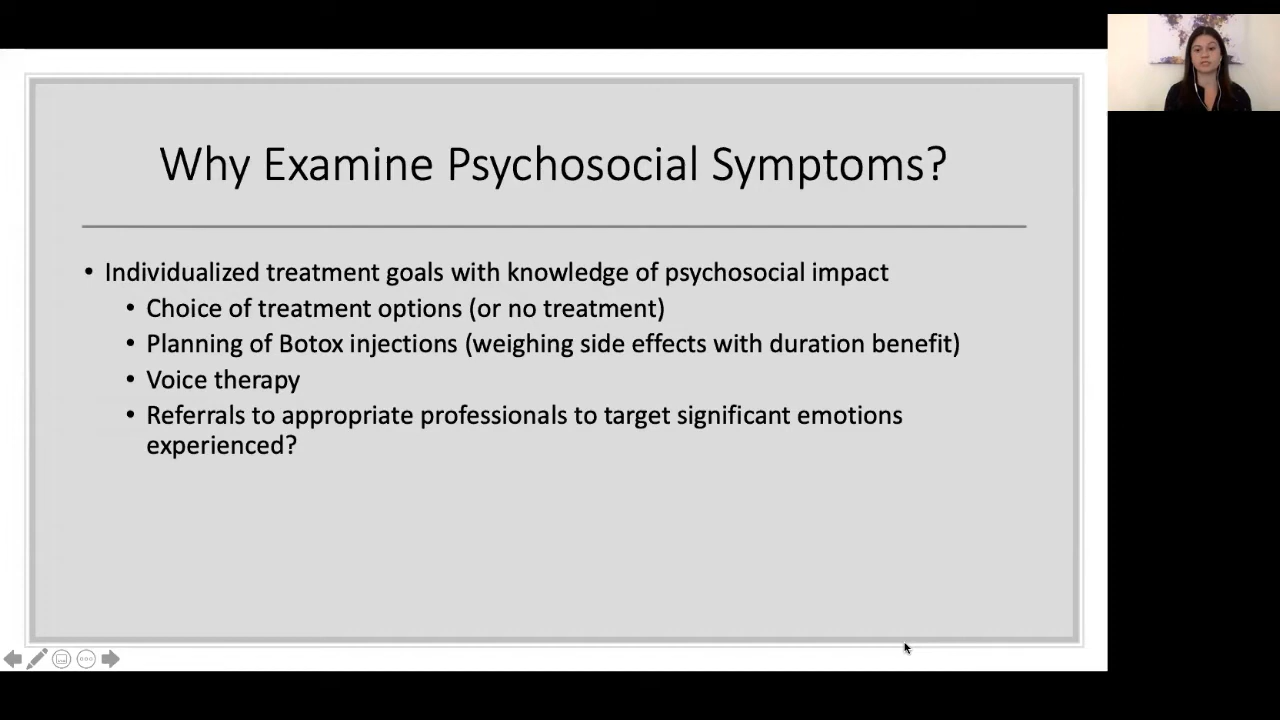 Why Examine Psychosocial Symptoms?
• Individualized treatment goals with knowledge of psychosocial impact
• Choice of treatment options (or no treatment)
• Planning of Botox injections (weighing side effects with duration benefit)
• Voice therapy
• Referrals to appropriate professionals to target significant emotions
experienced?